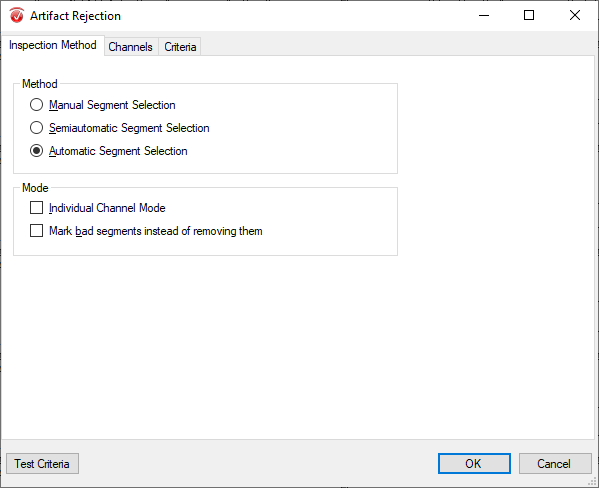 Artifact Rejection
Inspection Method Channels Criteria
Method
Manual Segment Selection
Semiautomatic Segment Selection
Automatic Segment Selection
Mode
Individual Channel Mode
Mark bad segments instead of removing them
Test Criteria OK Cancel